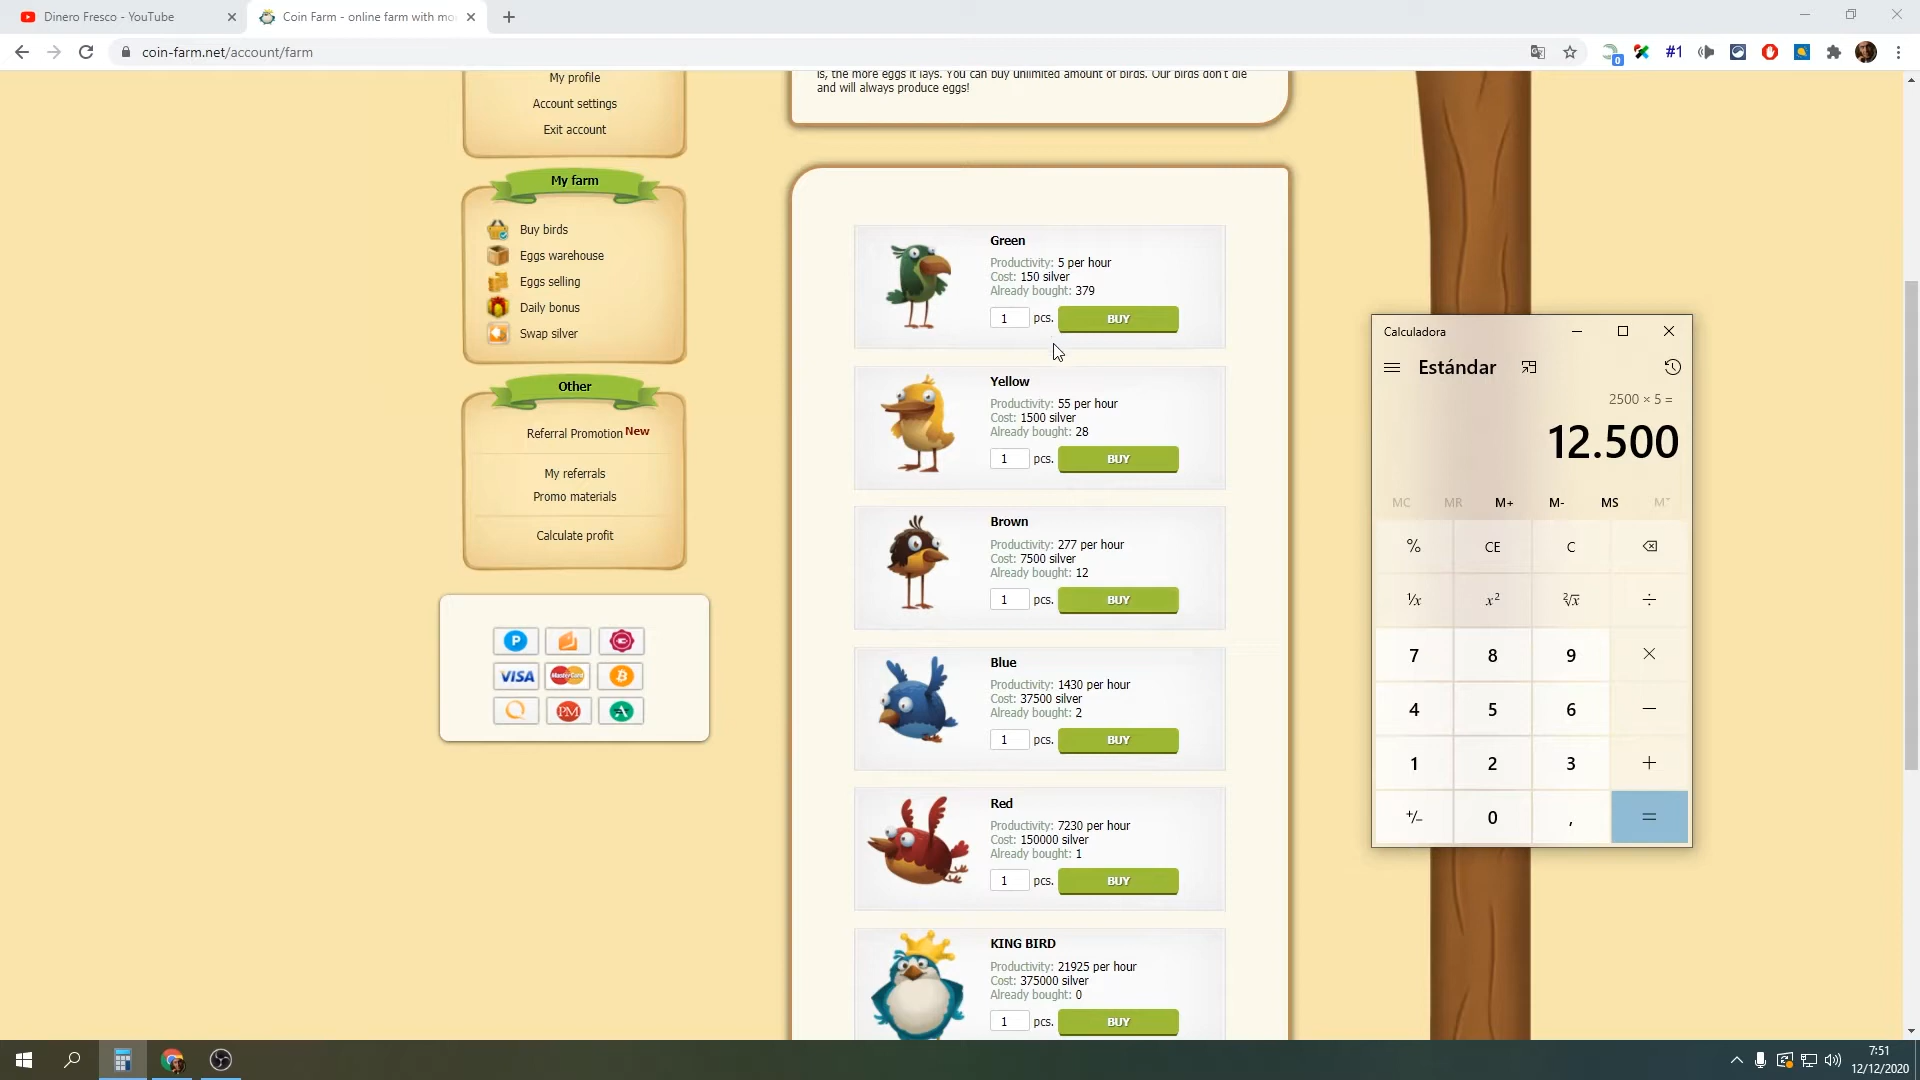 Dinero Fresco - YouTube
Coin Farm - online farm with mo
coin-farm.net/account/farm
0
#1
My profile
Account settings
Exit account
My farm
Buy birds
Eggs warehouse
Eggs selling
Daily bonus
Swap silver
Other
Referral Promotion New
My referrals
Promo materials
Calculate profit
P
VISA MasterCard
PM
is, the more eggs it lays. You can buy unlimited amount of birds. Our birds don't die
and will always produce eggs!
Green
Productivity: 5 per hour
Cost: 150 silver
Already bought: 379
1 pcs. BUY
Yellow
Productivity: 55 per hour
Cost: 1500 silver
Already bought: 28
1 pcs. BUY
Brown
Productivity: 277 per hour
Cost: 7500 silver
Already bought: 12
1 pcs. BUY
Blue
Productivity: 1430 per hour
Cost: 37500 silver
Already bought: 2
1 pcs. BUY
Red
Productivity: 7230 per hour
Cost: 150000 silver
Already bought: 1
1 pcs. BUY
KING BIRD
Productivity: 21925 per hour
Cost: 375000 silver
Already bought: 0
1 pcs. BUY
Calculadora
Estándar
2500 × 5 =
12.500
MC MR M+ M- MS M˅
% CE C
¹/x x² ²√x ÷
7 8 9 ×
4 5 6 −
1 2 3 +
+/− 0 , =
7:51
12/12/2020